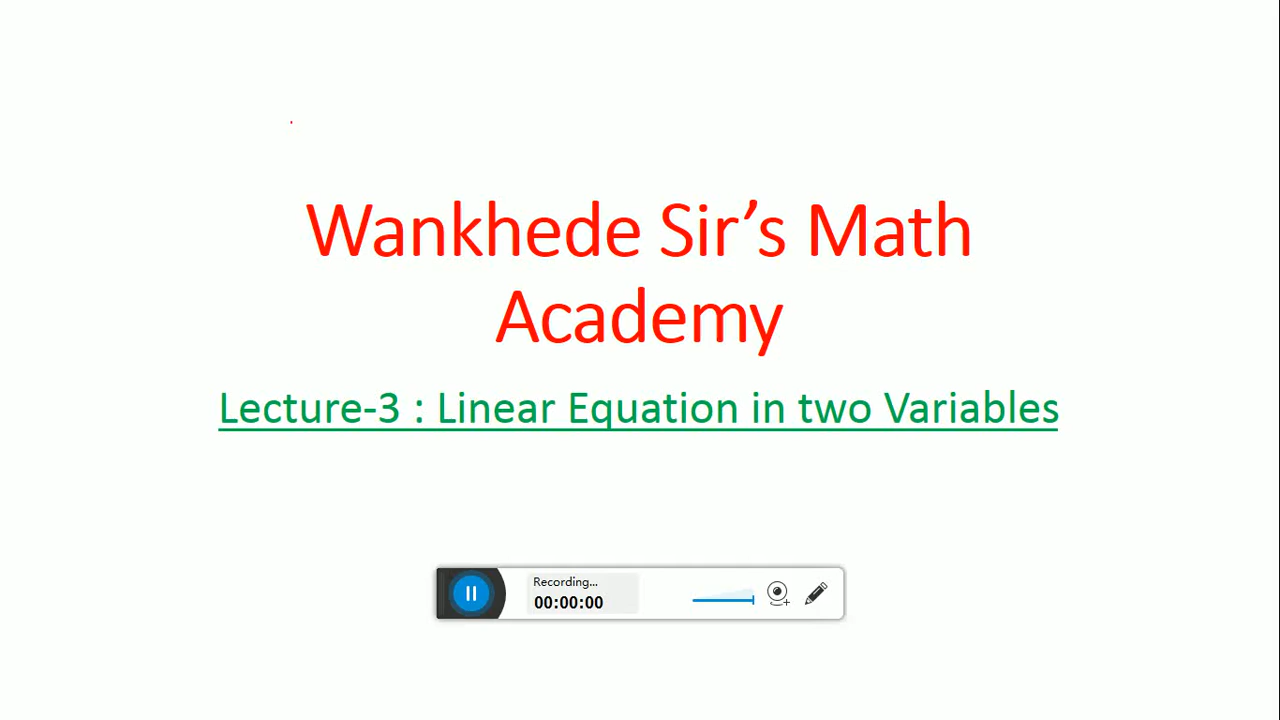 Wankhede Sir’s Math
Academy
Lecture-3 : Linear Equation in two Variables
Recording...
00:00:00